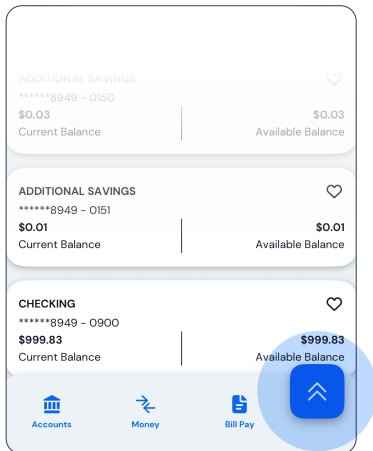 ADDITIONAL SAVINGS
******8949 - 0150
$0.03 $0.03
Current Balance Available Balance
ADDITIONAL SAVINGS
******8949 - 0151
$0.01 $0.01
Current Balance Available Balance
CHECKING
******8949 - 0900
$999.83 $999.83
Current Balance Available Balance
Accounts Money Bill Pay